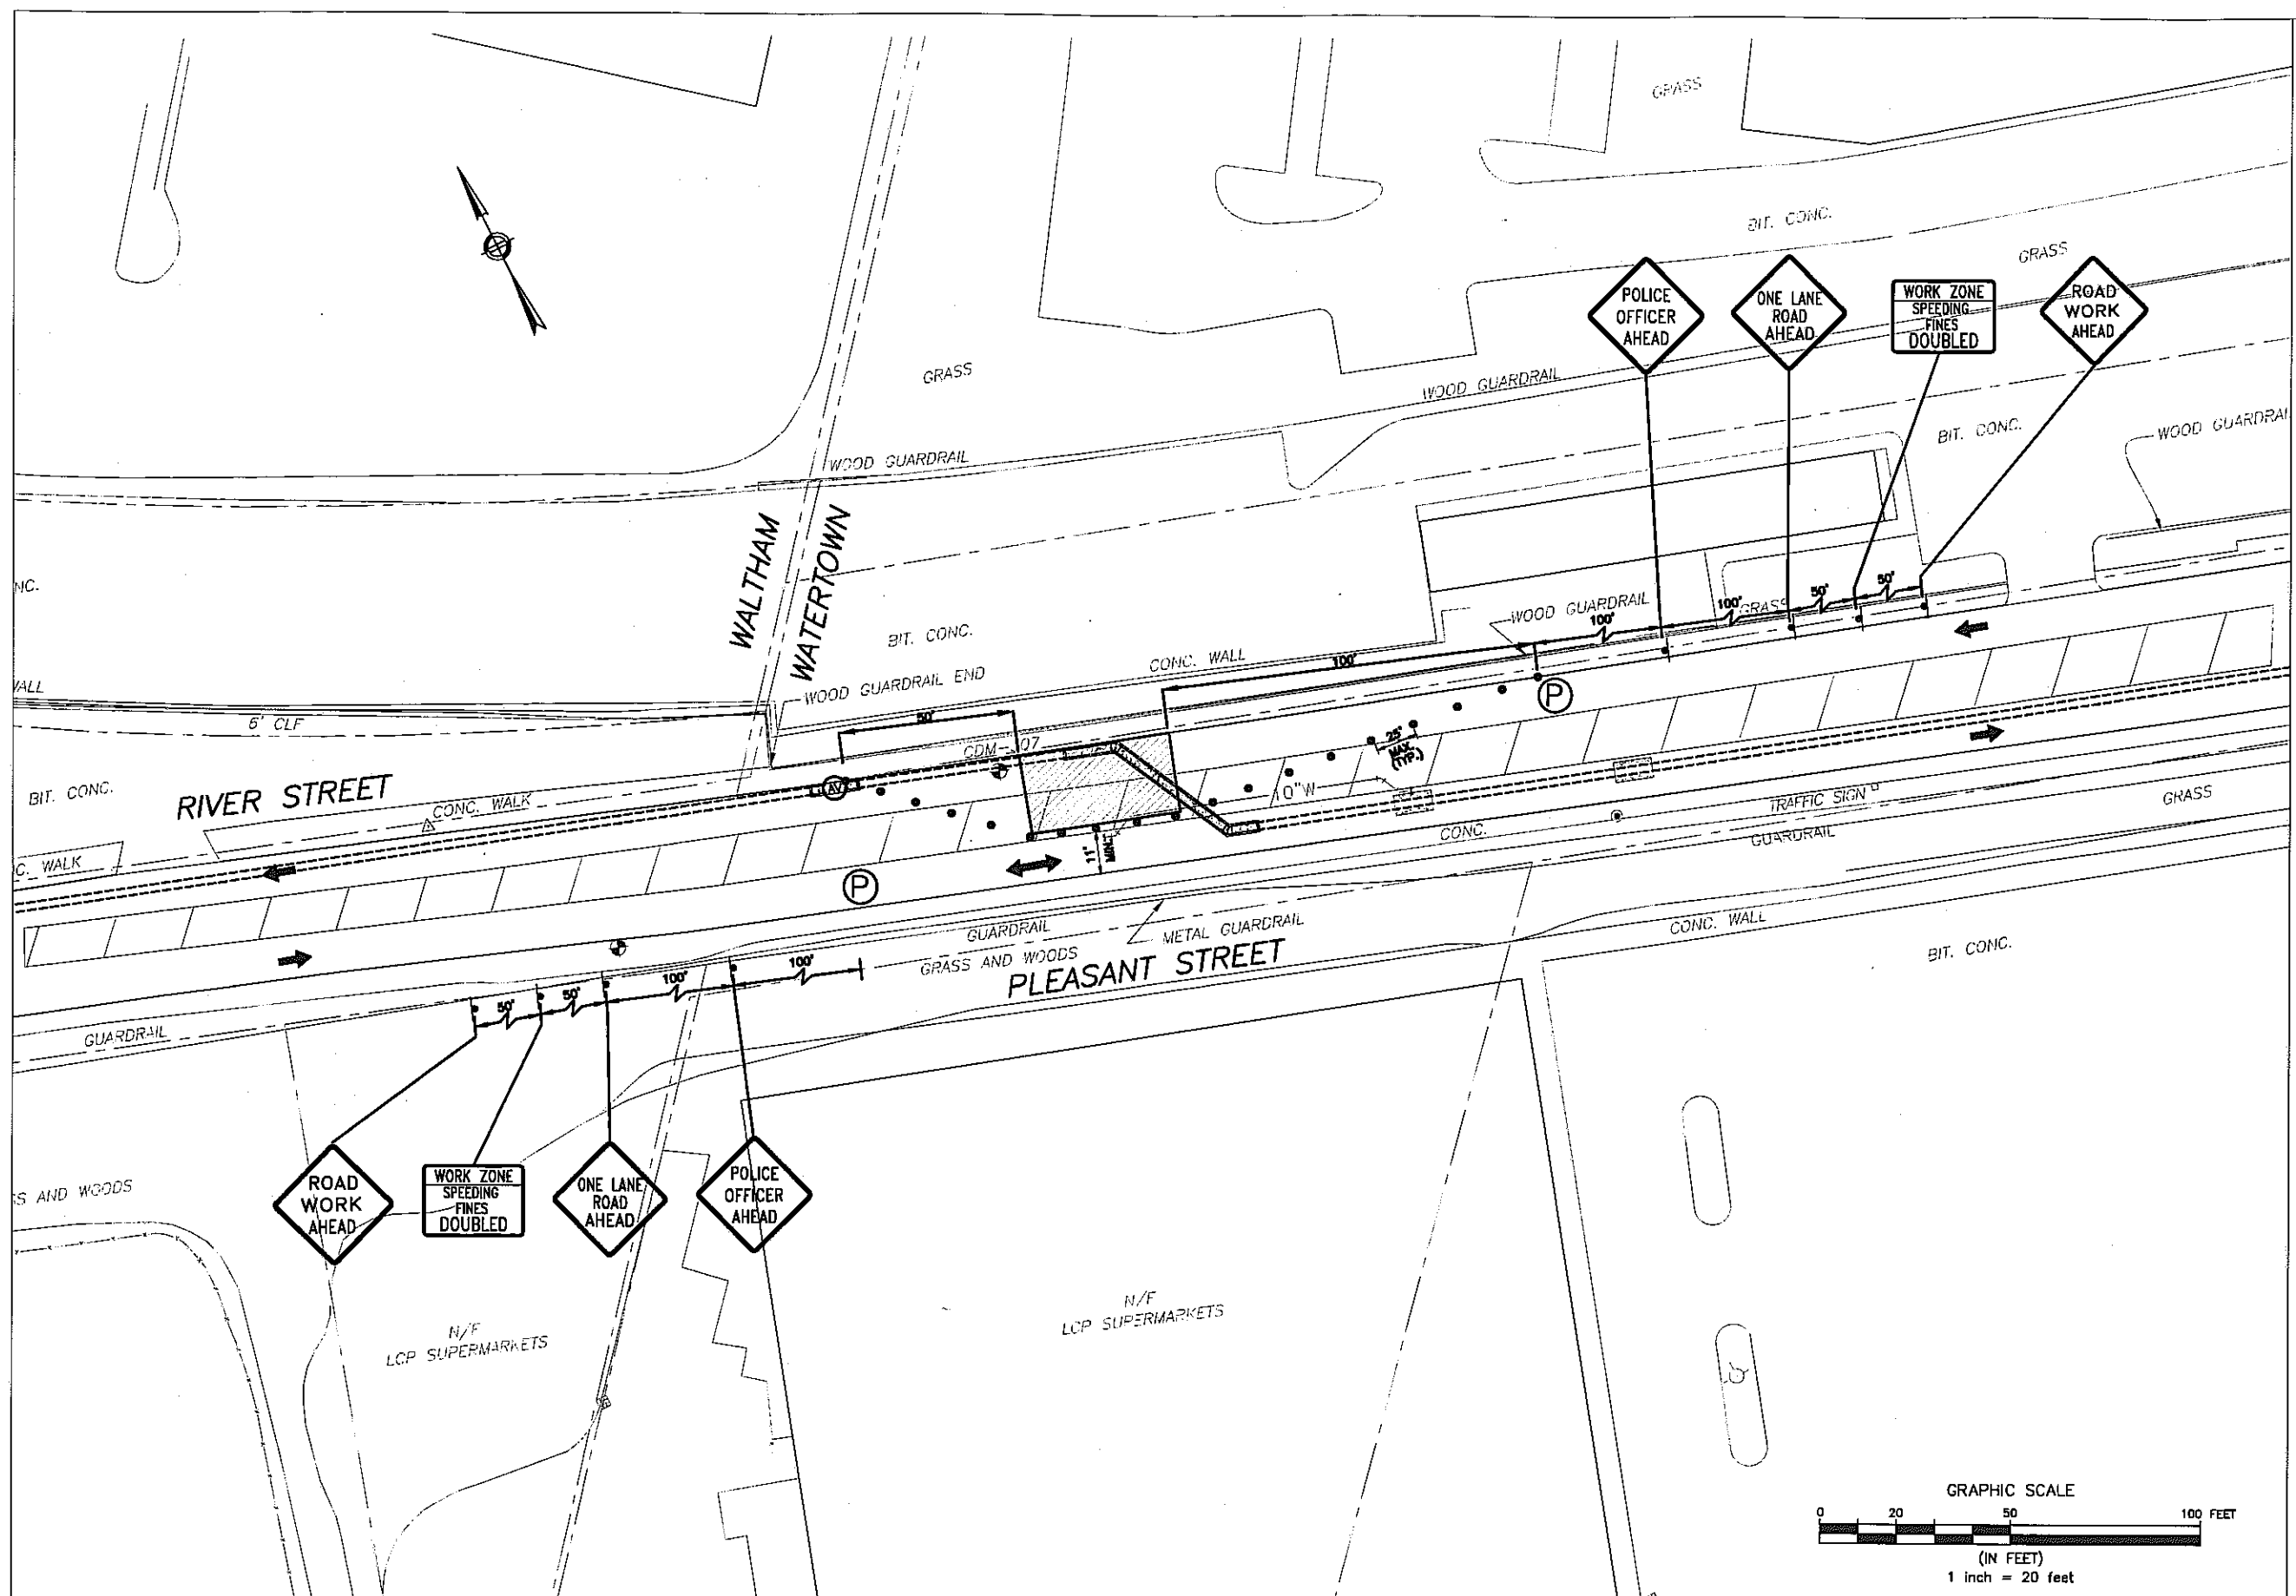 GRASS
BIT. CONC.
GRASS
POLICE
OFFICER
AHEAD
ONE LANE
ROAD
AHEAD
WORK ZONE
SPEEDING
FINES
DOUBLED
ROAD
WORK
AHEAD
GRASS
WOOD GUARDRAIL
BIT. CONC.
WOOD GUARDRAI
WOOD GUARDRAIL
WALTHAM
WATERTOWN
NC.
BIT. CONC.
WOOD GUARDRAIL
GRASS
100'
100'
50'
50'
CONC. WALL
100'
WOOD GUARDRAIL END
WALL
6' CLF
50'
P
25'
MAX.
(TYP.)
BIT. CONC.
RIVER STREET
CONC. WALK
AV
10"W
TRAFFIC SIGN
GRASS
C. WALK
11'
MIN.
CONC.
GUARDRAIL
P
GUARDRAIL
METAL GUARDRAIL
CONC. WALL
GRASS AND WOODS
PLEASANT STREET
BIT. CONC.
50'
50'
100'
100'
GUARDRAIL
SS AND WOODS
ROAD
WORK
AHEAD
WORK ZONE
SPEEDING
FINES
DOUBLED
ONE LANE
ROAD
AHEAD
POLICE
OFFICER
AHEAD
N/F
LCP SUPERMARKETS
N/F
LCP SUPERMARKETS
GRAPHIC SCALE
0 20 50 100 FEET
(IN FEET)
1 inch = 20 feet